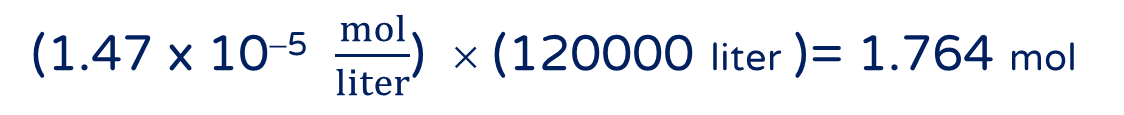 (1.47 x 10⁻⁵ mol/liter) × (120000 liter )= 1.764 mol